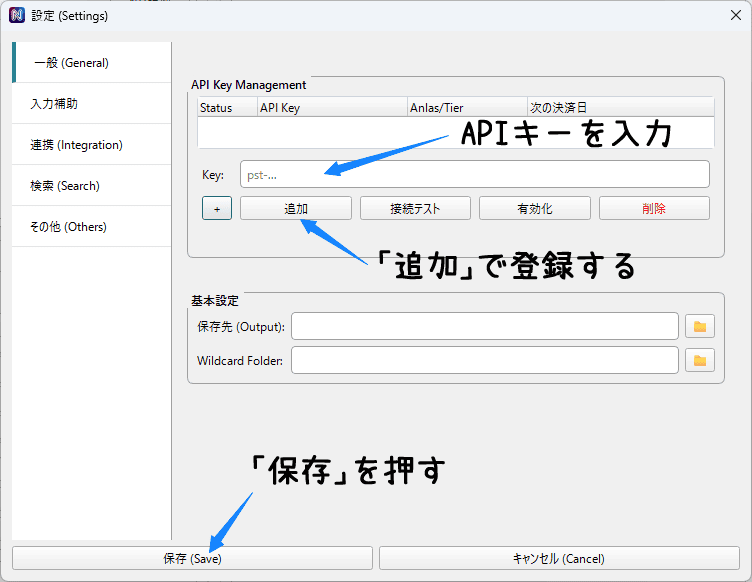 設定 (Settings)
一般 (General)
入力補助
連携 (Integration)
検索 (Search)
その他 (Others)
API Key Management
Status API Key Anlas/Tier 次の決済日
APIキーを入力
Key: pst-...
+ 追加 接続テスト 有効化 削除
「追加」で登録する
基本設定
保存先 (Output):
Wildcard Folder:
「保存」を押す
保存 (Save) キャンセル (Cancel)